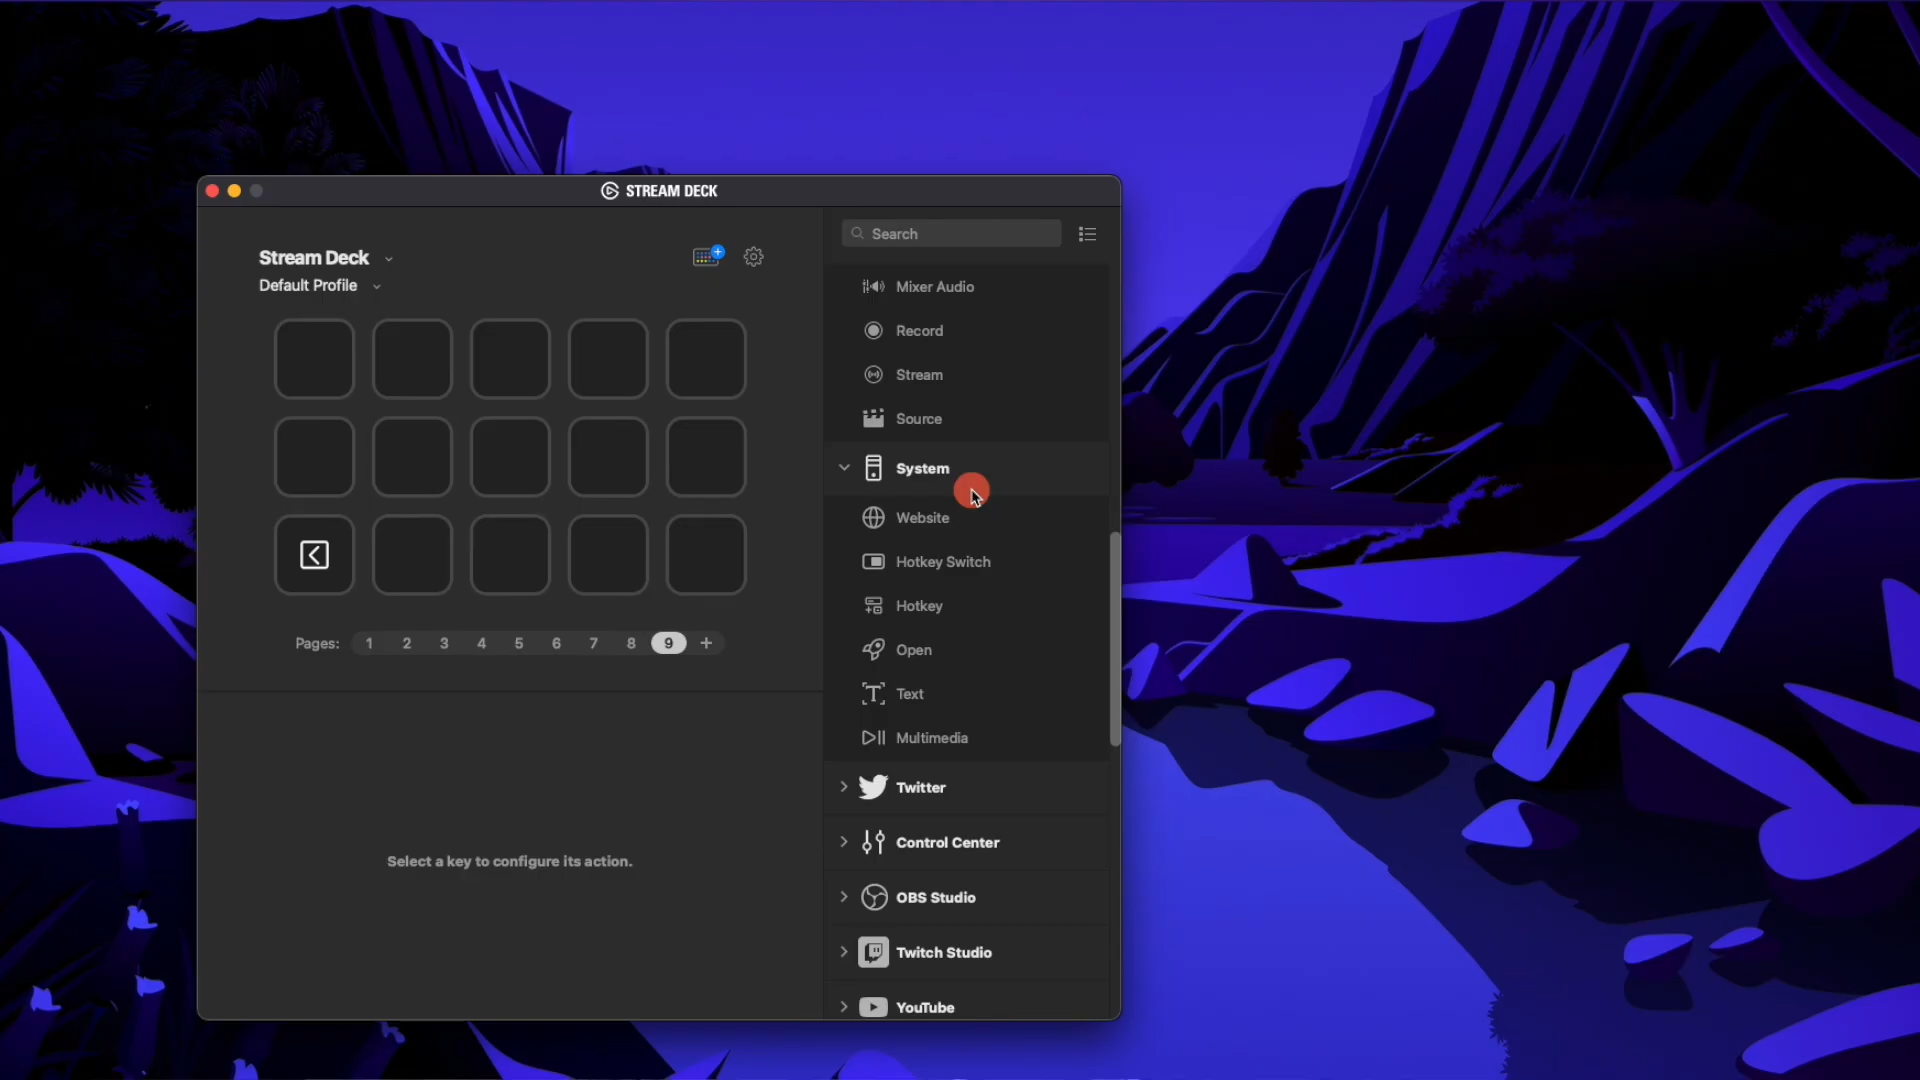 STREAM DECK
Stream Deck
Default Profile
Pages: 1 2 3 4 5 6 7 8 9 +
Select a key to configure its action.
Search
Mixer Audio
Record
Stream
Source
System
Website
Hotkey Switch
Hotkey
Open
Text
Multimedia
Twitter
Control Center
OBS Studio
Twitch Studio
YouTube